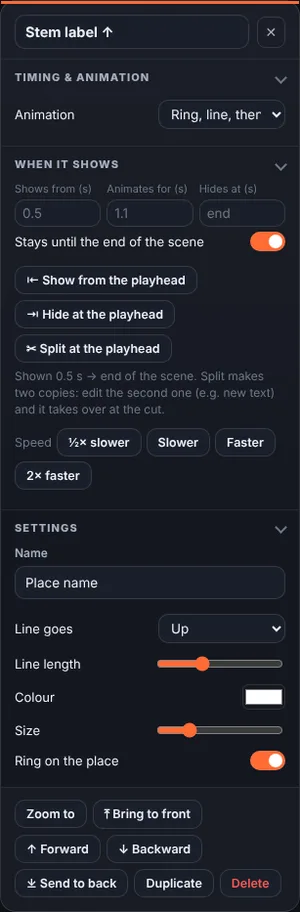 Stem label ↑
×
TIMING & ANIMATION
Animation
Ring, line, ther
WHEN IT SHOWS
Shows from (s) Animates for (s) Hides at (s)
0.5 1.1 end
Stays until the end of the scene
⇤ Show from the playhead
⇥ Hide at the playhead
✂ Split at the playhead
Shown 0.5 s → end of the scene. Split makes
two copies: edit the second one (e.g. new text)
and it takes over at the cut.
Speed ½× slower Slower Faster
2× faster
SETTINGS
Name
Place name
Line goes Up
Line length
Colour
Size
Ring on the place
Zoom to ⤒ Bring to front
↑ Forward ↓ Backward
⤓ Send to back Duplicate Delete